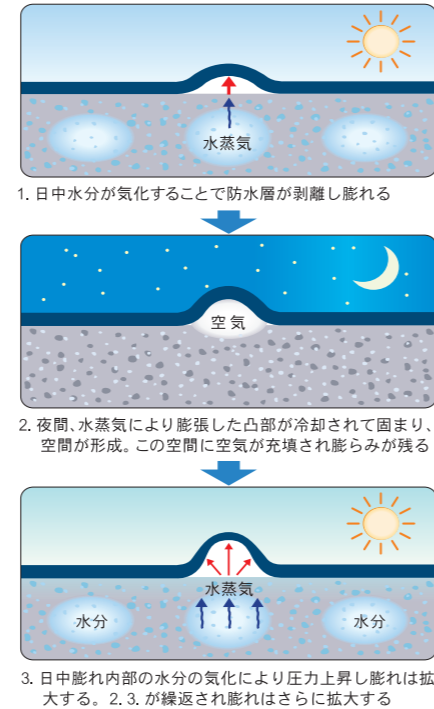 水蒸気
1. 日中水分が気化することで防水層が剥離し膨れる
空気
2. 夜間、水蒸気により膨張した凸部が冷却されて固まり、
空間が形成。この空間に空気が充填され膨らみが残る
水蒸気
水分
水分
3. 日中膨れ内部の水分の気化により圧力上昇し膨れは拡
大する。2. 3. が繰返され膨れはさらに拡大する